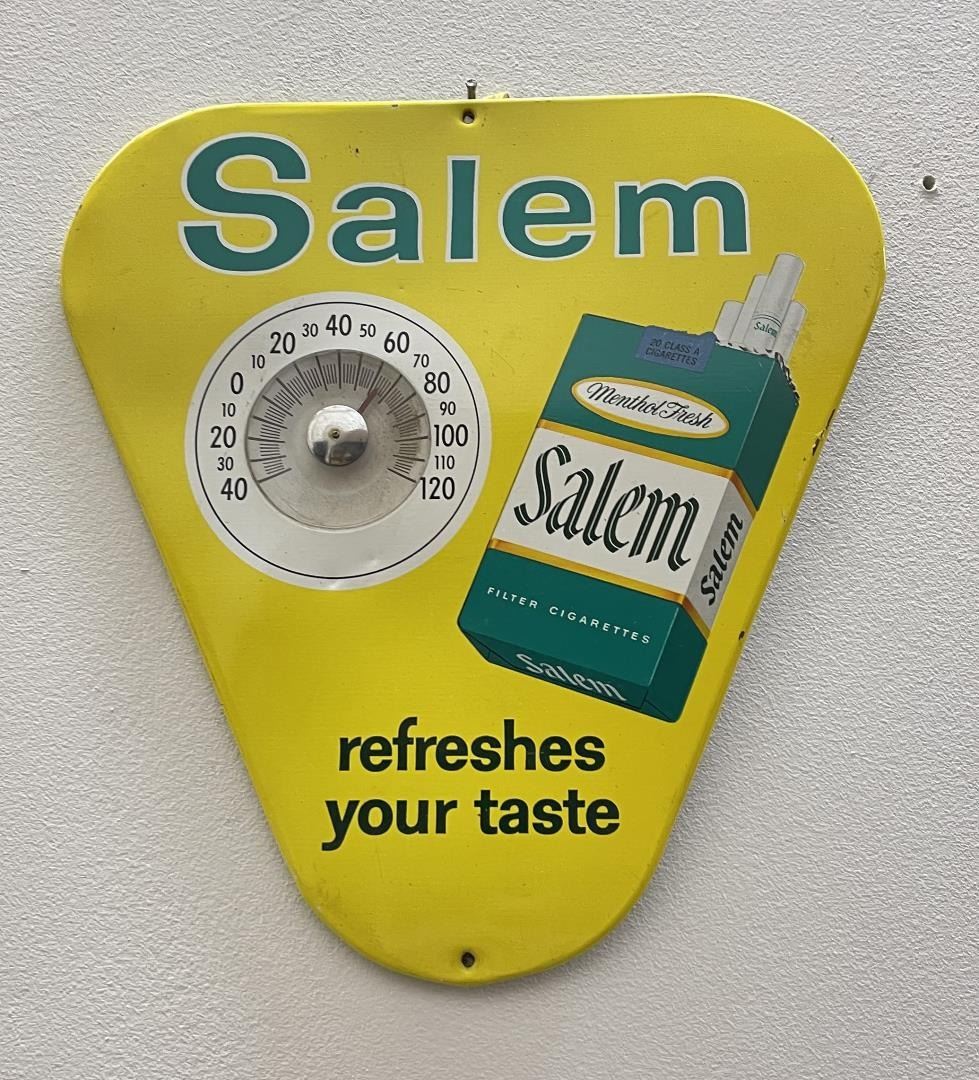 Salem
40 30 20 10 0 10 20 30 40 50 60 70 80 90 100 110 120
Salem
20 CLASS A
CIGARETTES
Menthol Fresh
Salem
Salem
FILTER CIGARETTES
Salem
refreshes
your taste